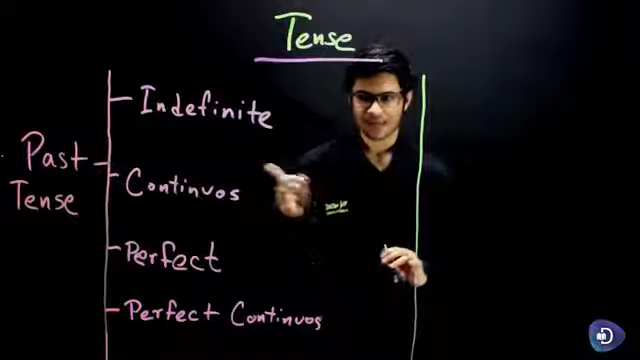 Tense
Indefinite
Past
Tense
Continuos
Perfect
Perfect Continuos